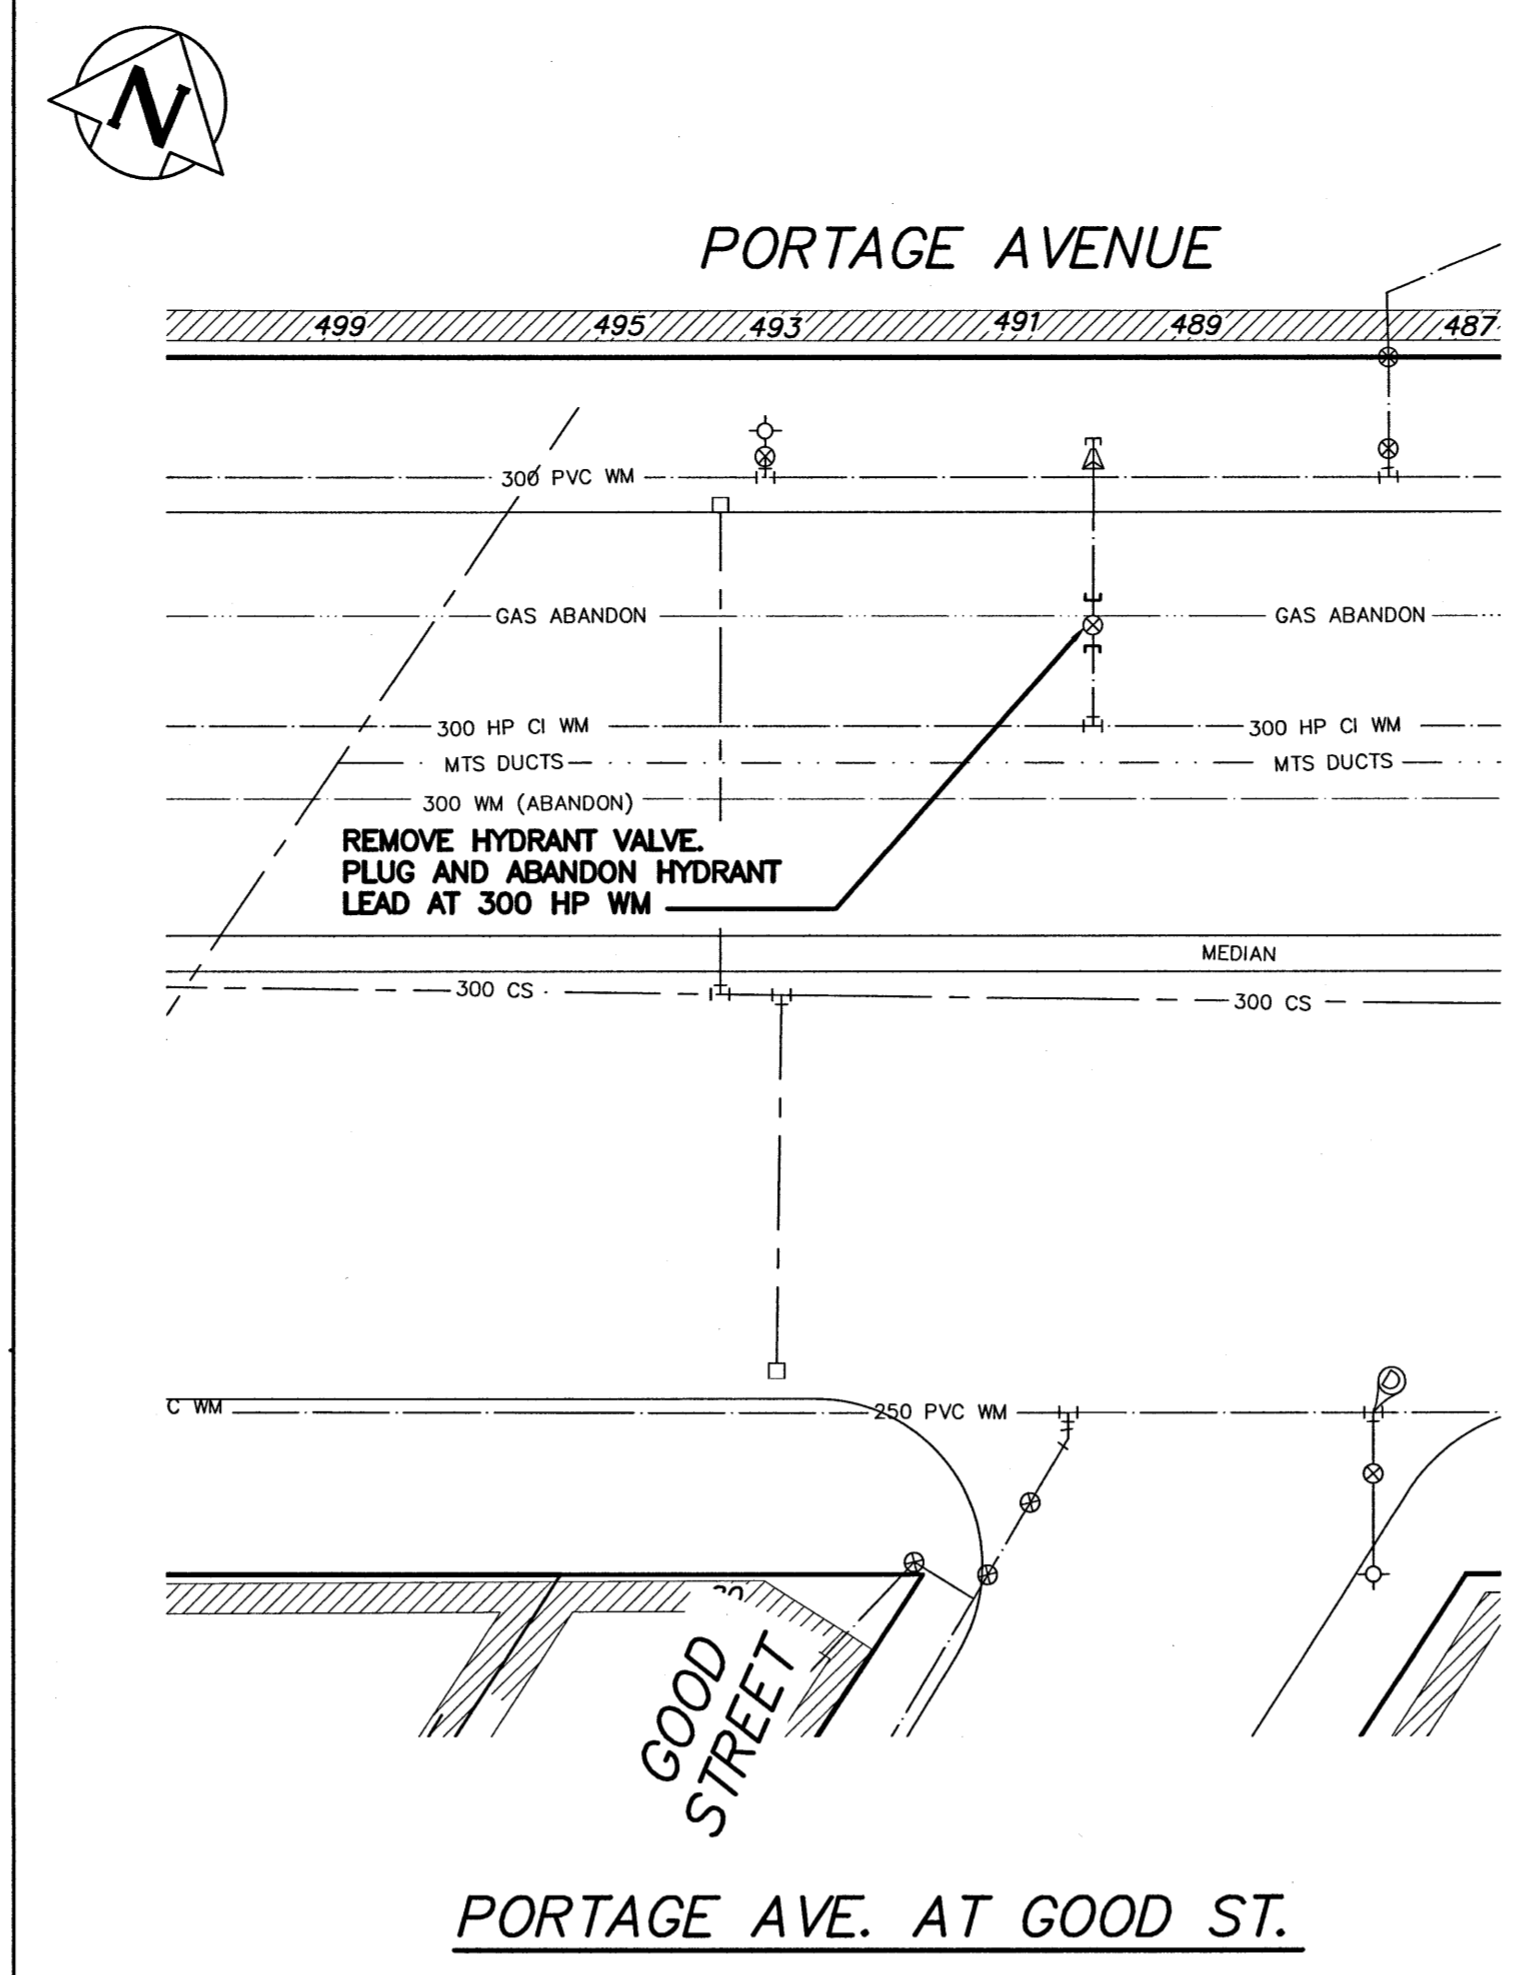 N
PORTAGE AVENUE
499 495 493 491 489 487
300 PVC WM
GAS ABANDON GAS ABANDON
300 HP CI WM 300 HP CI WM
MTS DUCTS MTS DUCTS
300 WM (ABANDON)
REMOVE HYDRANT VALVE.
PLUG AND ABANDON HYDRANT
LEAD AT 300 HP WM
MEDIAN
300 CS 300 CS
C WM 250 PVC WM
GOOD
STREET
PORTAGE AVE. AT GOOD ST.